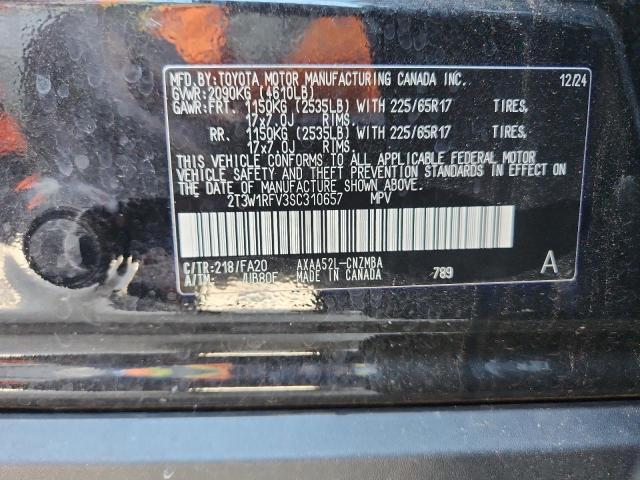 MFD.BY:TOYOTA MOTOR MANUFACTURING CANADA INC. 12/24
GVWR:2090KG (4610LB)
GAWR:FRT. 1150KG (2535LB) WITH 225/65R17 TIRES,
17x7.0J RIMS.
RR. 1150KG (2535LB) WITH 225/65R17 TIRES,
17x7.0J RIMS.
THIS VEHICLE CONFORMS TO ALL APPLICABLE FEDERAL MOTOR
VEHICLE SAFETY AND THEFT PREVENTION STANDARDS IN EFFECT ON
THE DATE OF MANUFACTURE SHOWN ABOVE.
2T3W1RFV3SC310657 MPV
C/TR:218/FA20 AXAA52L-CNZMBA
A/TM: /UB80F MADE IN CANADA 789 A